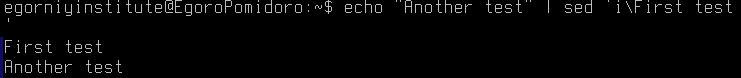 egorniyinstitute@EgoroPomidoro:~$ echo "Another test" | sed 'i\First test
'
First test
Another test